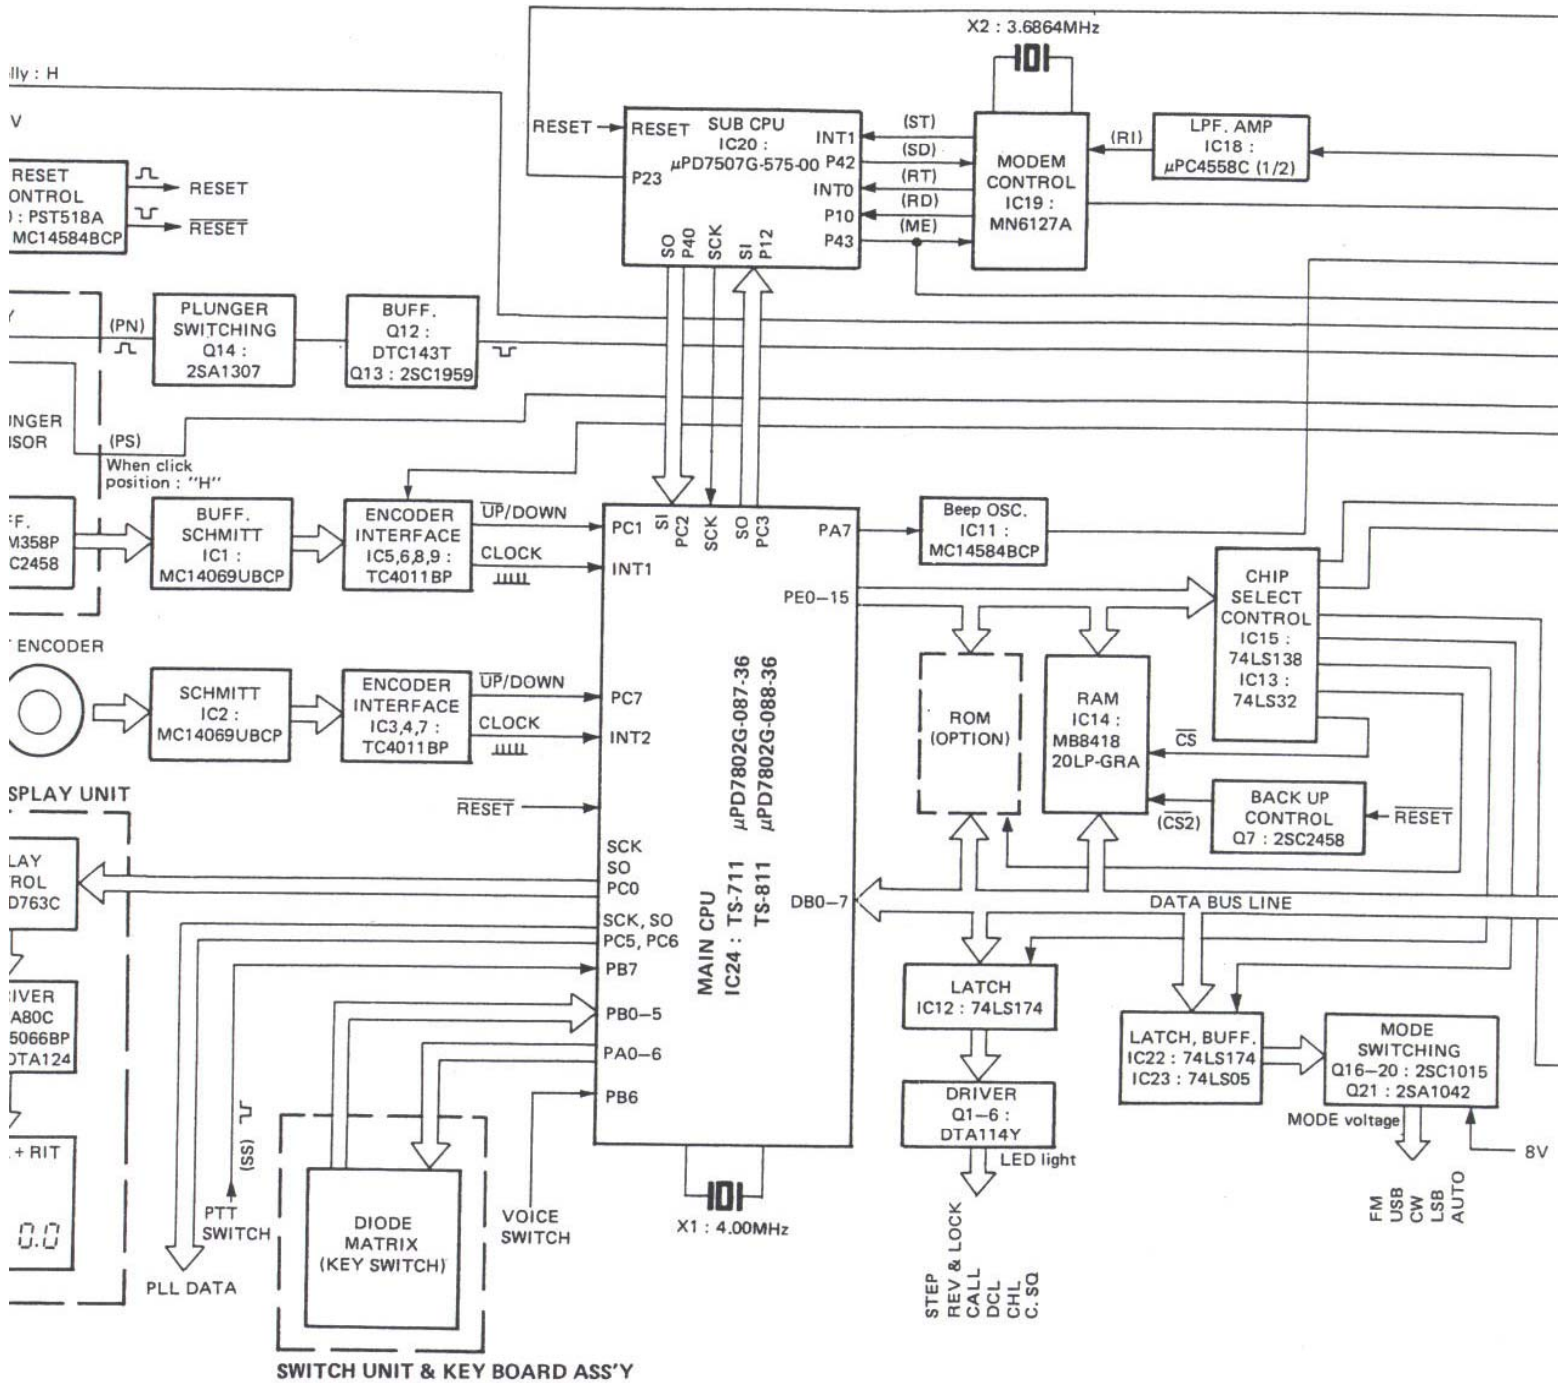 X2 : 3.6864MHz
lly : H
V
RESET
ONTROL
: PST518A
MC14584BCP
RESET
RESET
RESET
RESET
SUB CPU
IC20 :
µPD7507G-575-00
P23
INT1
P42
INT0
P10
P43
SO
P40
SCK
SI
P12
(ST)
(SD)
(RT)
(RD)
(ME)
MODEM
CONTROL
IC19 :
MN6127A
(RI)
LPF. AMP
IC18 :
µPC4558C (1/2)
(PN)
PLUNGER
SWITCHING
Q14 :
2SA1307
BUFF.
Q12 :
DTC143T
Q13 : 2SC1959
UNGER
ISOR
(PS)
When click
position : "H"
FF.
M358P
C2458
BUFF.
SCHMITT
IC1 :
MC14069UBCP
ENCODER
INTERFACE
IC5,6,8,9 :
TC4011BP
UP/DOWN
CLOCK
ENCODER
SCHMITT
IC2 :
MC14069UBCP
ENCODER
INTERFACE
IC3,4,7 :
TC4011BP
UP/DOWN
CLOCK
RESET
PC1
INT1
SI
PC2
SCK
SO
PC3
PA7
PE0–15
PC7
INT2
SCK
SO
PC0
SCK, SO
PC5, PC6
PB7
PB0–5
PA0–6
PB6
DB0–7
MAIN CPU
IC24 : TS-711 µPD7802G-087-36
TS-811 µPD7802G-088-36
Beep OSC.
IC11 :
MC14584BCP
CHIP
SELECT
CONTROL
IC15 :
74LS138
IC13 :
74LS32
ROM
(OPTION)
RAM
IC14 :
MB8418
20LP-GRA
CS
(CS2)
BACK UP
CONTROL
Q7 : 2SC2458
RESET
DATA BUS LINE
SPLAY UNIT
LAY
ROL
D763C
IVER
A80C
5066BP
DTA124
+ RIT
0.0
PLL DATA
(SS)
PTT
SWITCH
DIODE
MATRIX
(KEY SWITCH)
VOICE
SWITCH
X1 : 4.00MHz
SWITCH UNIT & KEY BOARD ASS'Y
LATCH
IC12 : 74LS174
DRIVER
Q1–6 :
DTA114Y
LED light
STEP
REV & LOCK
CALL
DCL
CHL
C. SQ
LATCH, BUFF.
IC22 : 74LS174
IC23 : 74LS05
MODE
SWITCHING
Q16–20 : 2SC1015
Q21 : 2SA1042
MODE voltage
8V
FM
USB
CW
LSB
AUTO